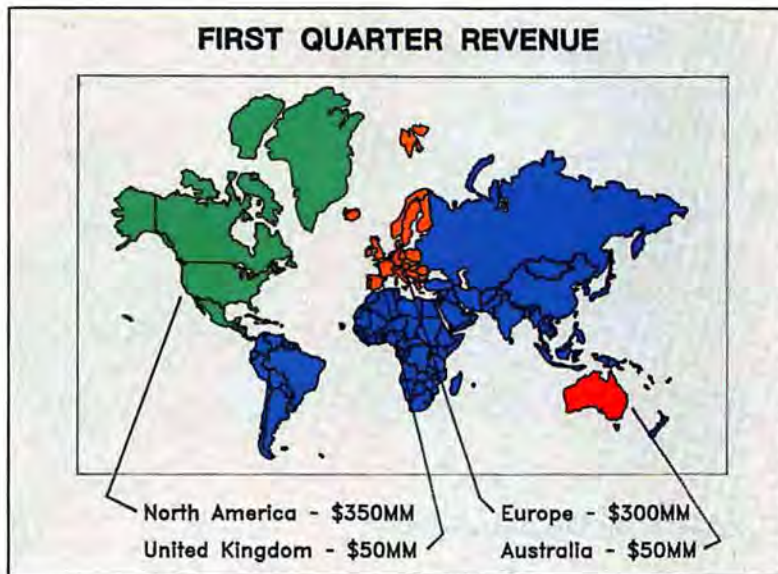 FIRST QUARTER REVENUE
North America - $350MM
United Kingdom - $50MM
Europe - $300MM
Australia - $50MM